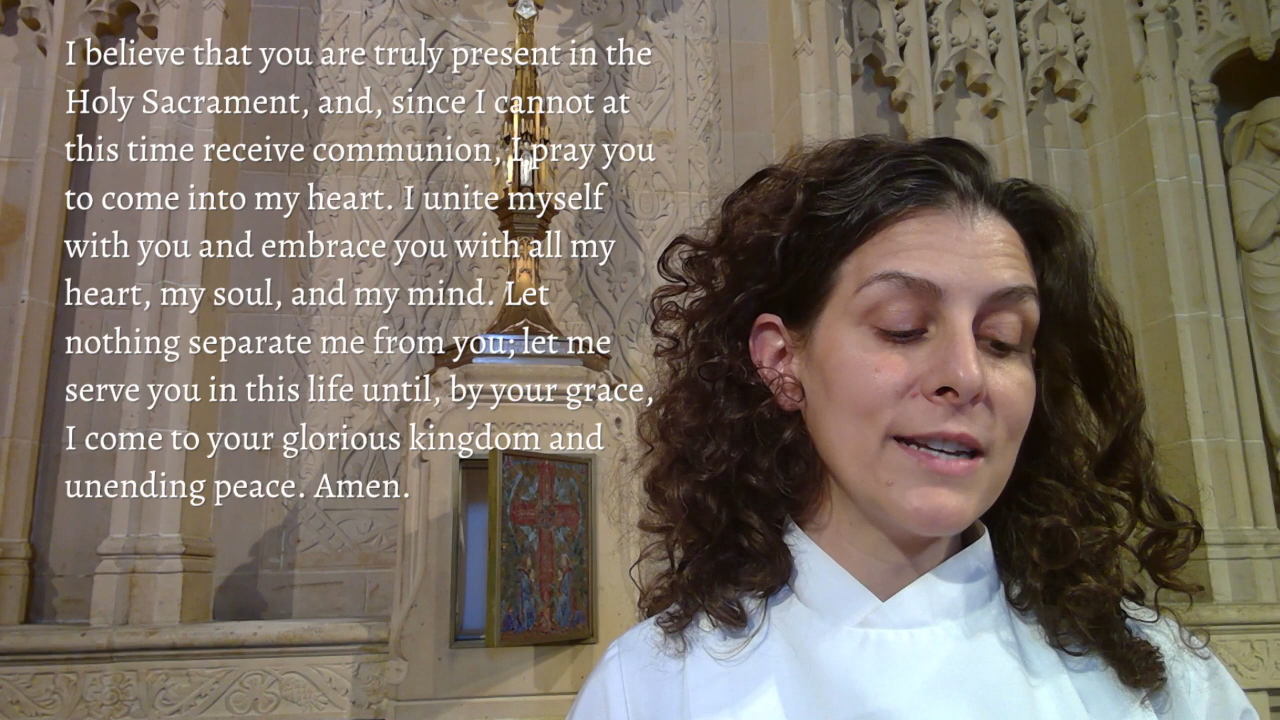 I believe that you are truly present in the
Holy Sacrament, and, since I cannot at
this time receive communion, I pray you
to come into my heart. I unite myself
with you and embrace you with all my
heart, my soul, and my mind. Let
nothing separate me from you; let me
serve you in this life until, by your grace,
I come to your glorious kingdom and
unending peace. Amen.